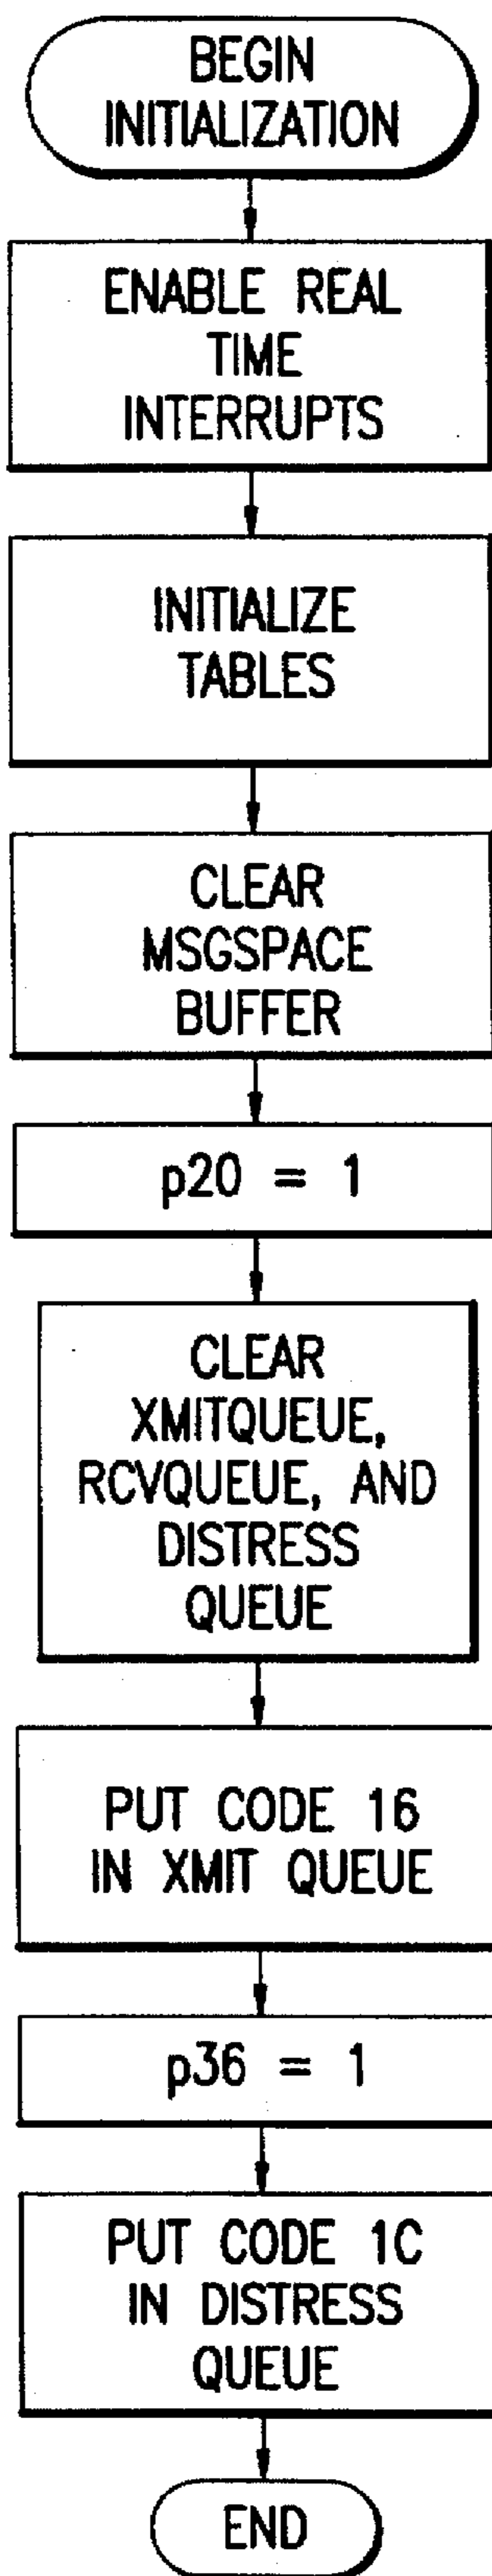 BEGIN
INITIALIZATION
ENABLE REAL
TIME
INTERRUPTS
INITIALIZE
TABLES
CLEAR
MSGSPACE
BUFFER
p20 = 1
CLEAR
XMITQUEUE,
RCVQUEUE, AND
DISTRESS
QUEUE
PUT CODE 16
IN XMIT QUEUE
p36 = 1
PUT CODE 1C
IN DISTRESS
QUEUE
END